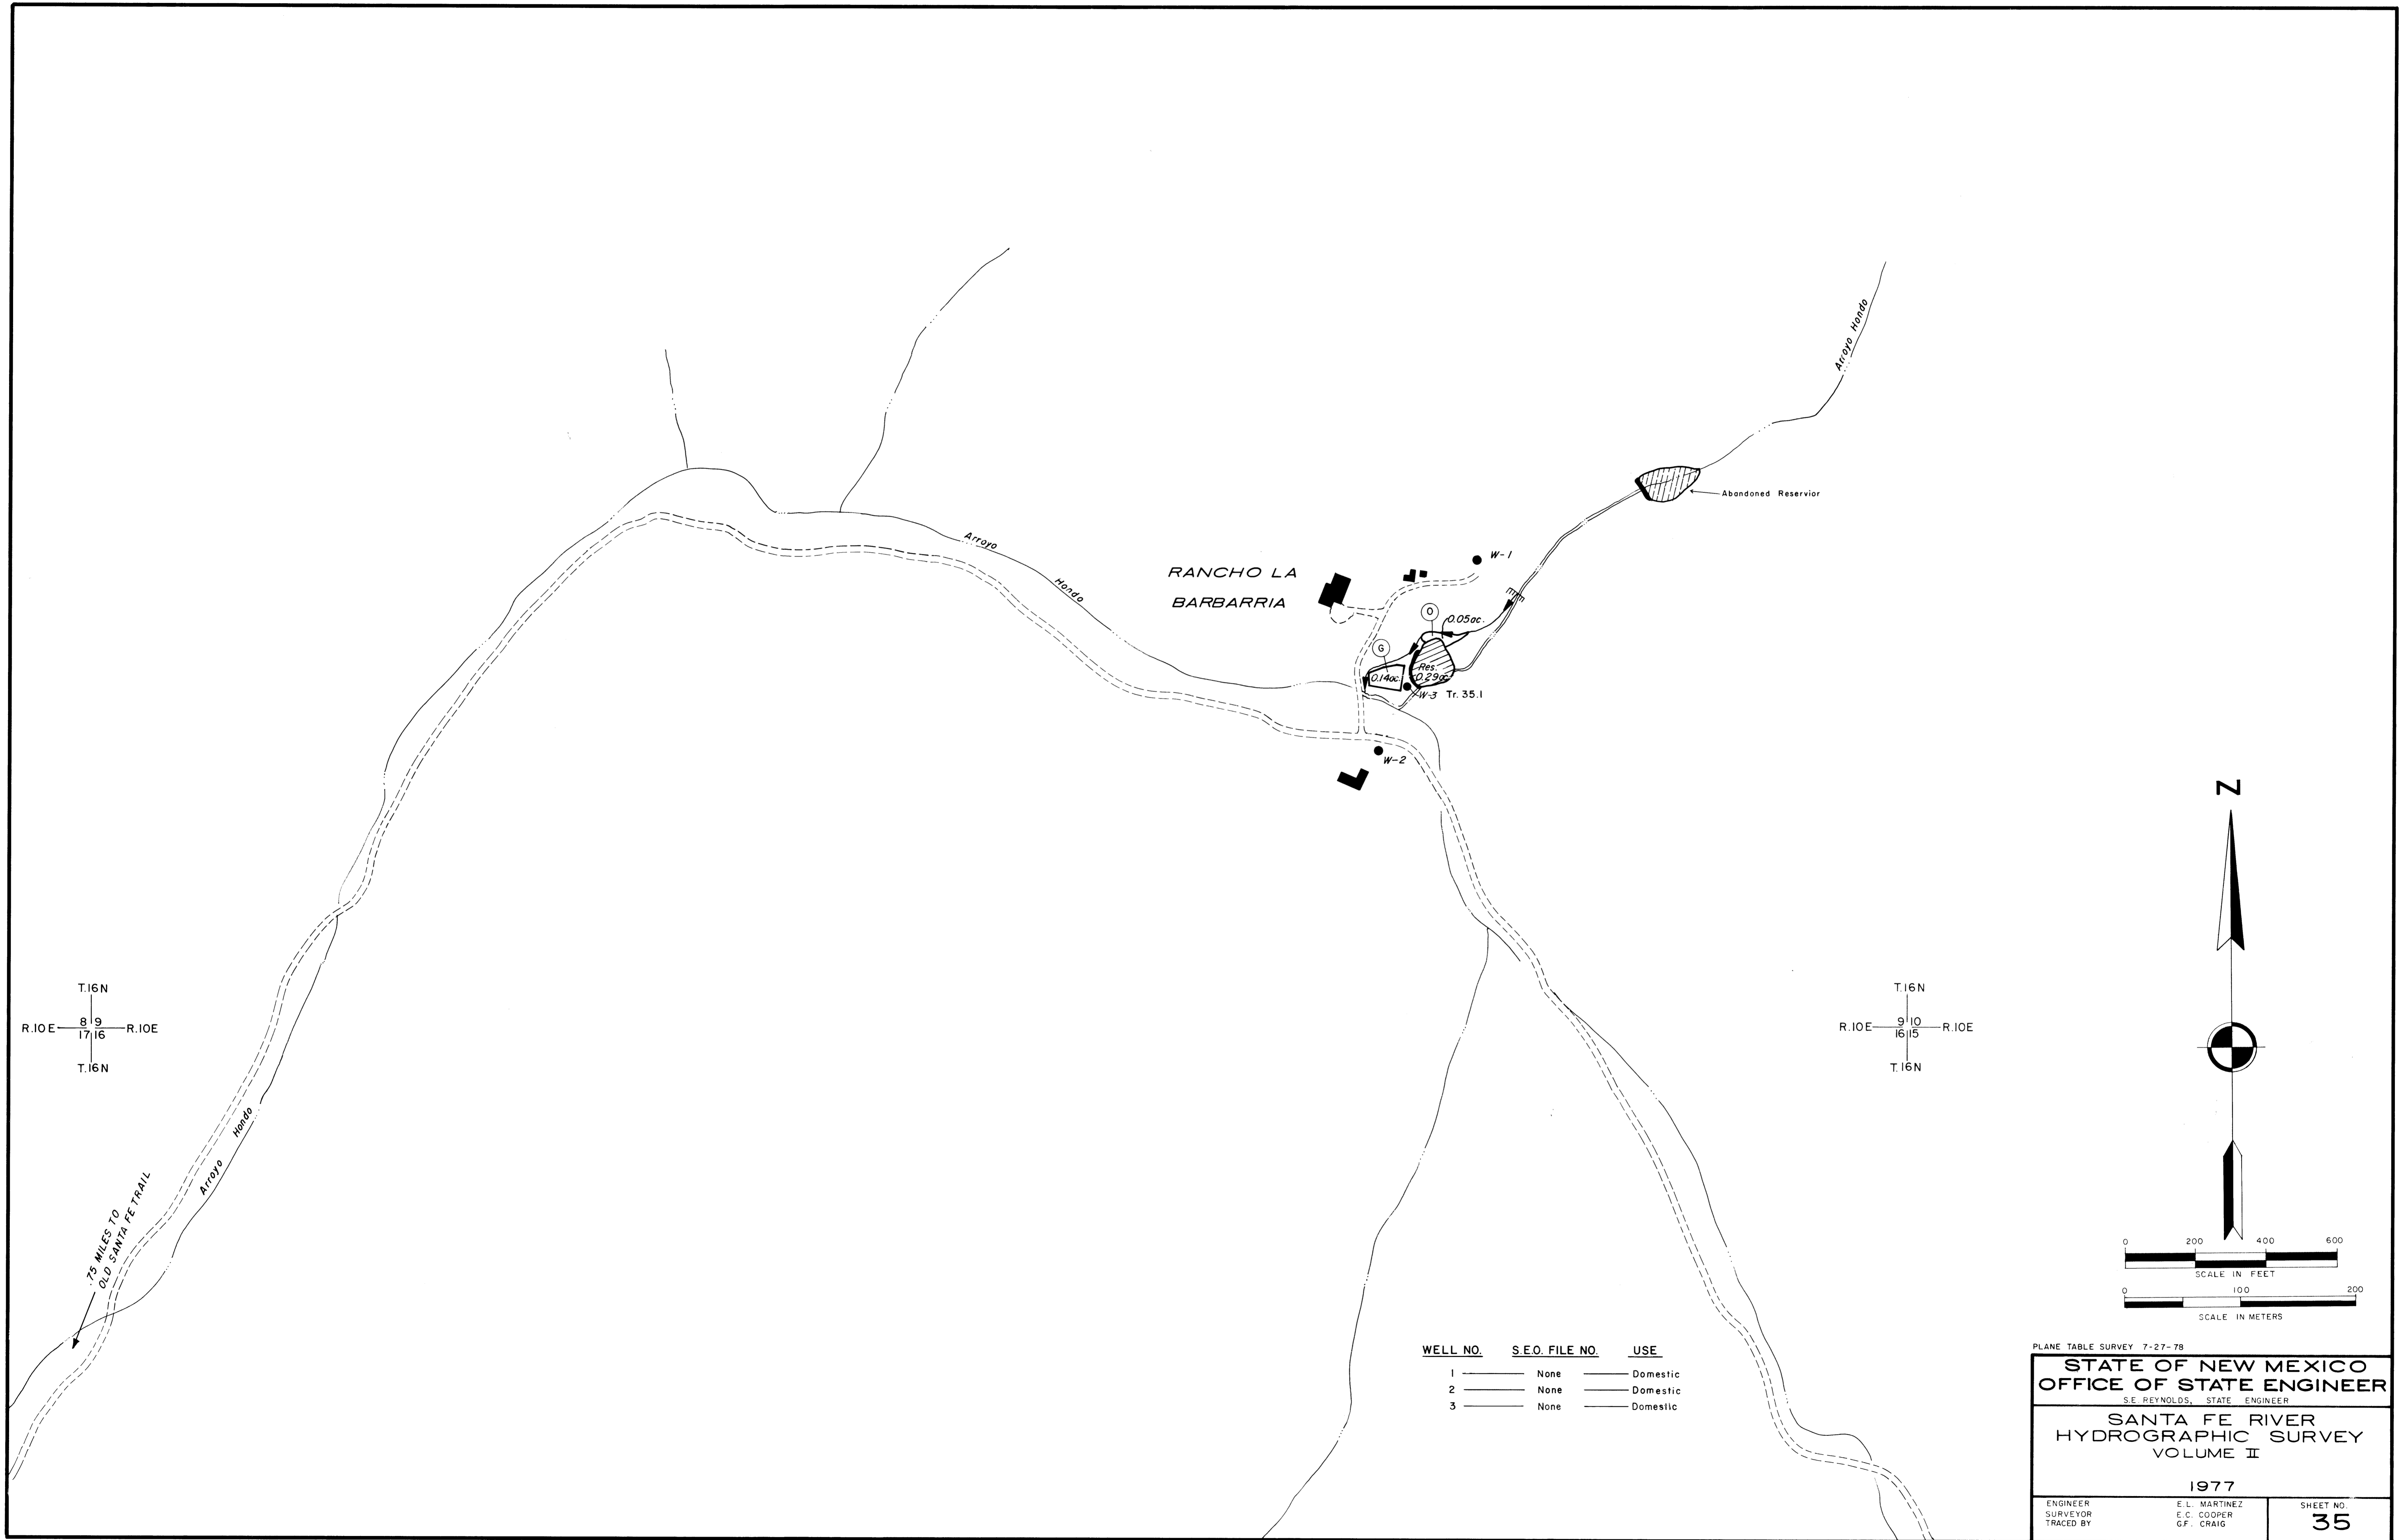 Arroyo Hondo
Abandoned Reservior
Arroyo
Hondo
RANCHO LA
BARBARRIA
W-1
O
0.05ac.
G
Res.
0.14ac.
0.29ac.
W-3 Tr. 35.1
W-2
N
T.16N
R.10E 8 9 R.10E
17 16
T.16N
T.16N
R.10E 9 10 R.10E
16 15
T.16N
Arroyo Hondo
.75 MILES TO
OLD SANTA FE TRAIL
0 200 400 600
SCALE IN FEET
0 100 200
SCALE IN METERS
WELL NO. S.E.O. FILE NO. USE
1 None Domestic
2 None Domestic
3 None Domestic
PLANE TABLE SURVEY 7-27-78
STATE OF NEW MEXICO
OFFICE OF STATE ENGINEER
S.E. REYNOLDS, STATE ENGINEER
SANTA FE RIVER
HYDROGRAPHIC SURVEY
VOLUME II
1977
ENGINEER E.L. MARTINEZ
SURVEYOR E.C. COOPER
TRACED BY G.F. CRAIG
SHEET NO.
35